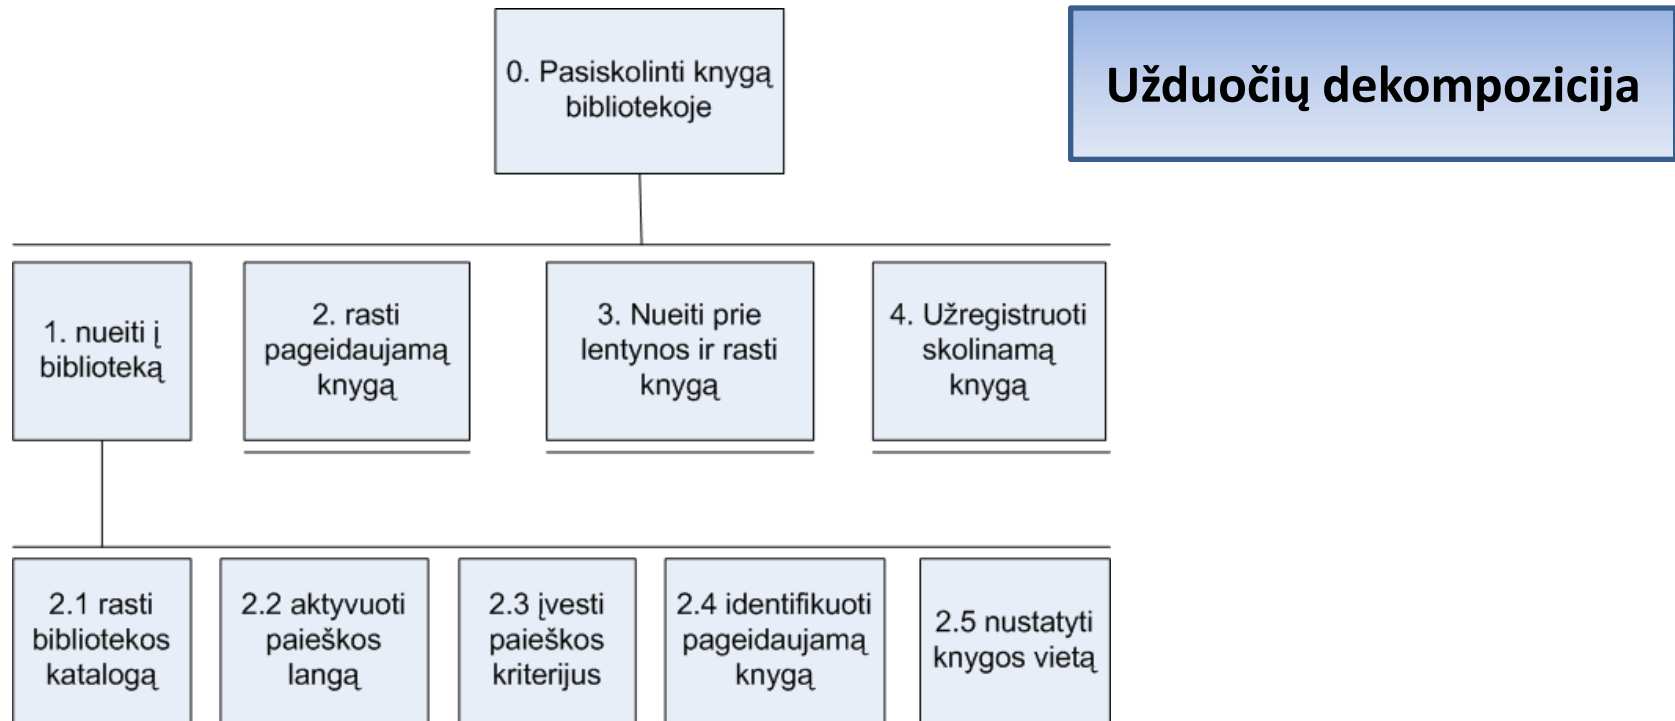 0. Pasiskolinti knygą
bibliotekoje
Užduočių dekompozicija
1. nueiti į
biblioteką
2. rasti
pageidaujamą
knygą
3. Nueiti prie
lentynos ir rasti
knygą
4. Užregistruoti
skolinamą
knygą
2.1 rasti
bibliotekos
katalogą
2.2 aktyvuoti
paieškos
langą
2.3 įvesti
paieškos
kriterijus
2.4 identifikuoti
pageidaujamą
knygą
2.5 nustatyti
knygos vietą